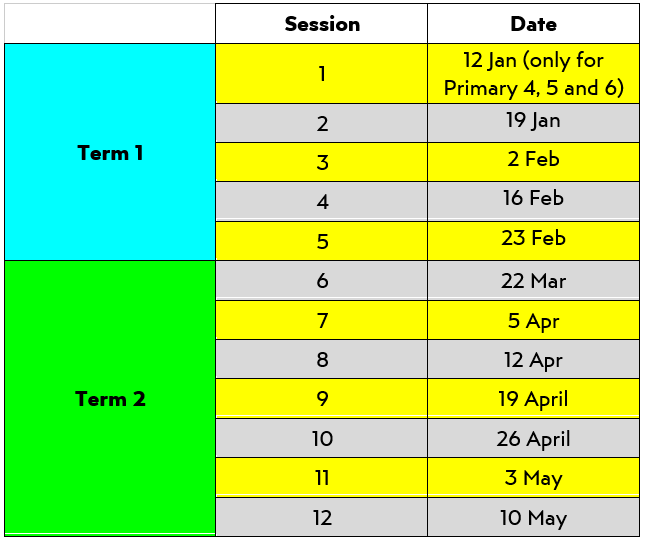 Session Date
1 12 Jan (only for
Primary 4, 5 and 6)
Term 1
2 19 Jan
3 2 Feb
4 16 Feb
5 23 Feb
Term 2
6 22 Mar
7 5 Apr
8 12 Apr
9 19 April
10 26 April
11 3 May
12 10 May